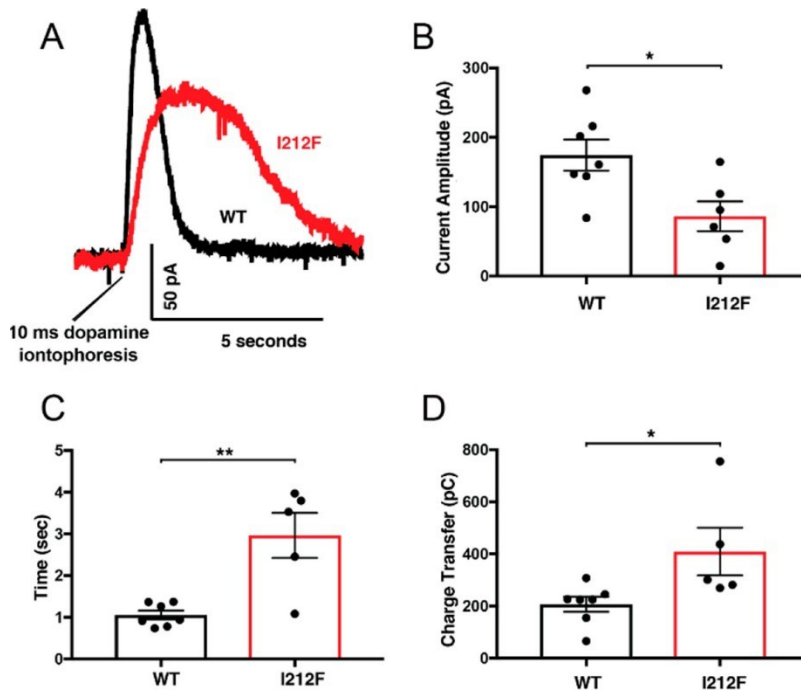 A
I212F
WT
50 pA
5 seconds
10 ms dopamine
iontophoresis
B
*
Current Amplitude (pA)
300
200
100
0
WT
I212F
C
**
Time (sec)
5
4
3
2
1
0
WT
I212F
D
*
Charge Transfer (pC)
800
600
400
200
0
WT
I212F